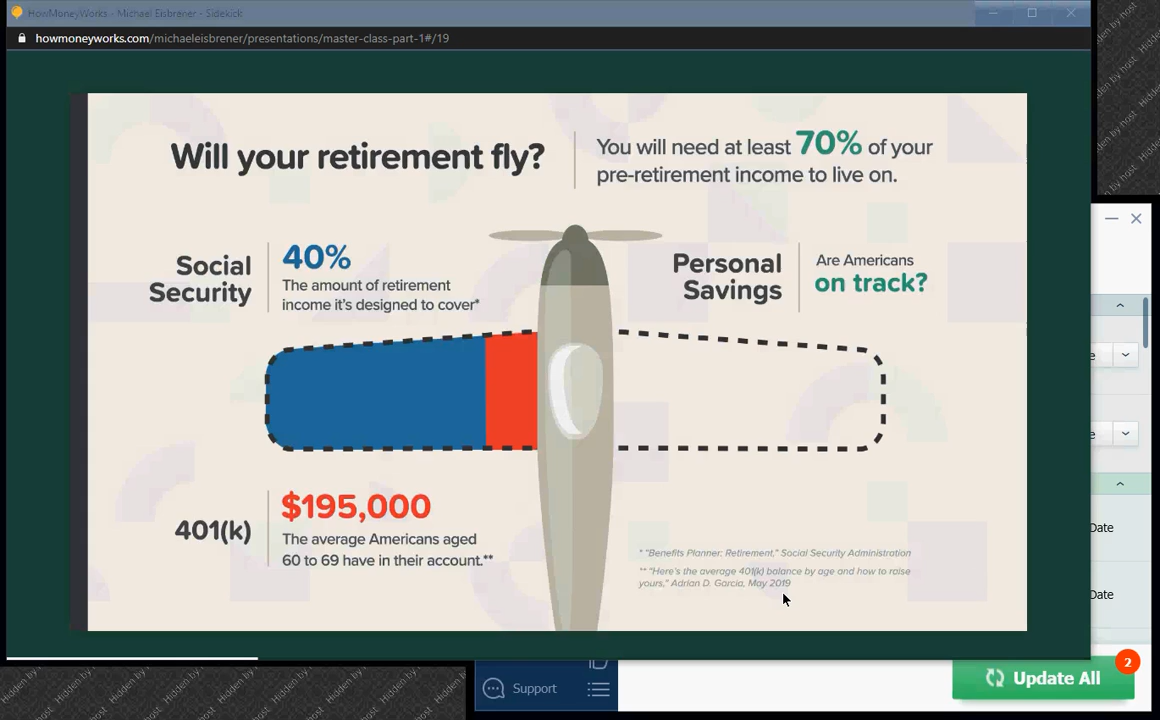 HowMoneyWorks - Michael Eisbrener - Sidekick
howmoneyworks.com/michaeleisbrener/presentations/master-class-part-1#/19
Will your retirement fly?
You will need at least 70% of your
pre-retirement income to live on.
Social
Security
40%
The amount of retirement
income it's designed to cover*
Personal
Savings
Are Americans
on track?
401(k)
$195,000
The average Americans aged
60 to 69 have in their account.**
* "Benefits Planner: Retirement," Social Security Administration
** "Here's the average 401(k) balance by age and how to raise
yours," Adrian D. Garcia, May 2019
e
e
Date
Date
Support
Update All
2
Hidden by host